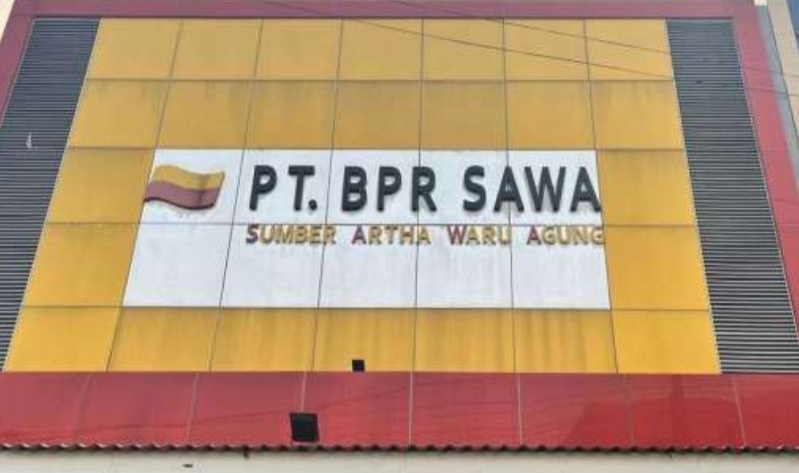 PT. BPR SAWA
SUMBER ARTHA WARU AGUNG